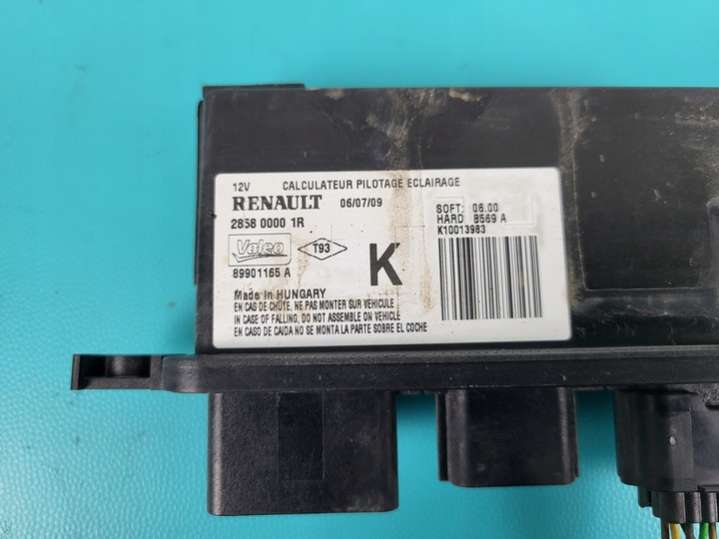 12V CALCULATEUR PILOTAGE ECLAIRAGE
RENAULT 06/07/09
2858 0000 1R
SOFT: 06.00
HARD 8569 A
K10013983
Valeo
T93
K
89901165 A
Made in HUNGARY
EN CAS DE CHUTE, NE PAS MONTER SUR VEHICULE
IN CASE OF FALLING, DO NOT ASSEMBLE ON VEHICLE
EN CASO DE CAIDA NO SE MONTA LA PARTE SOBRE EL COCHE